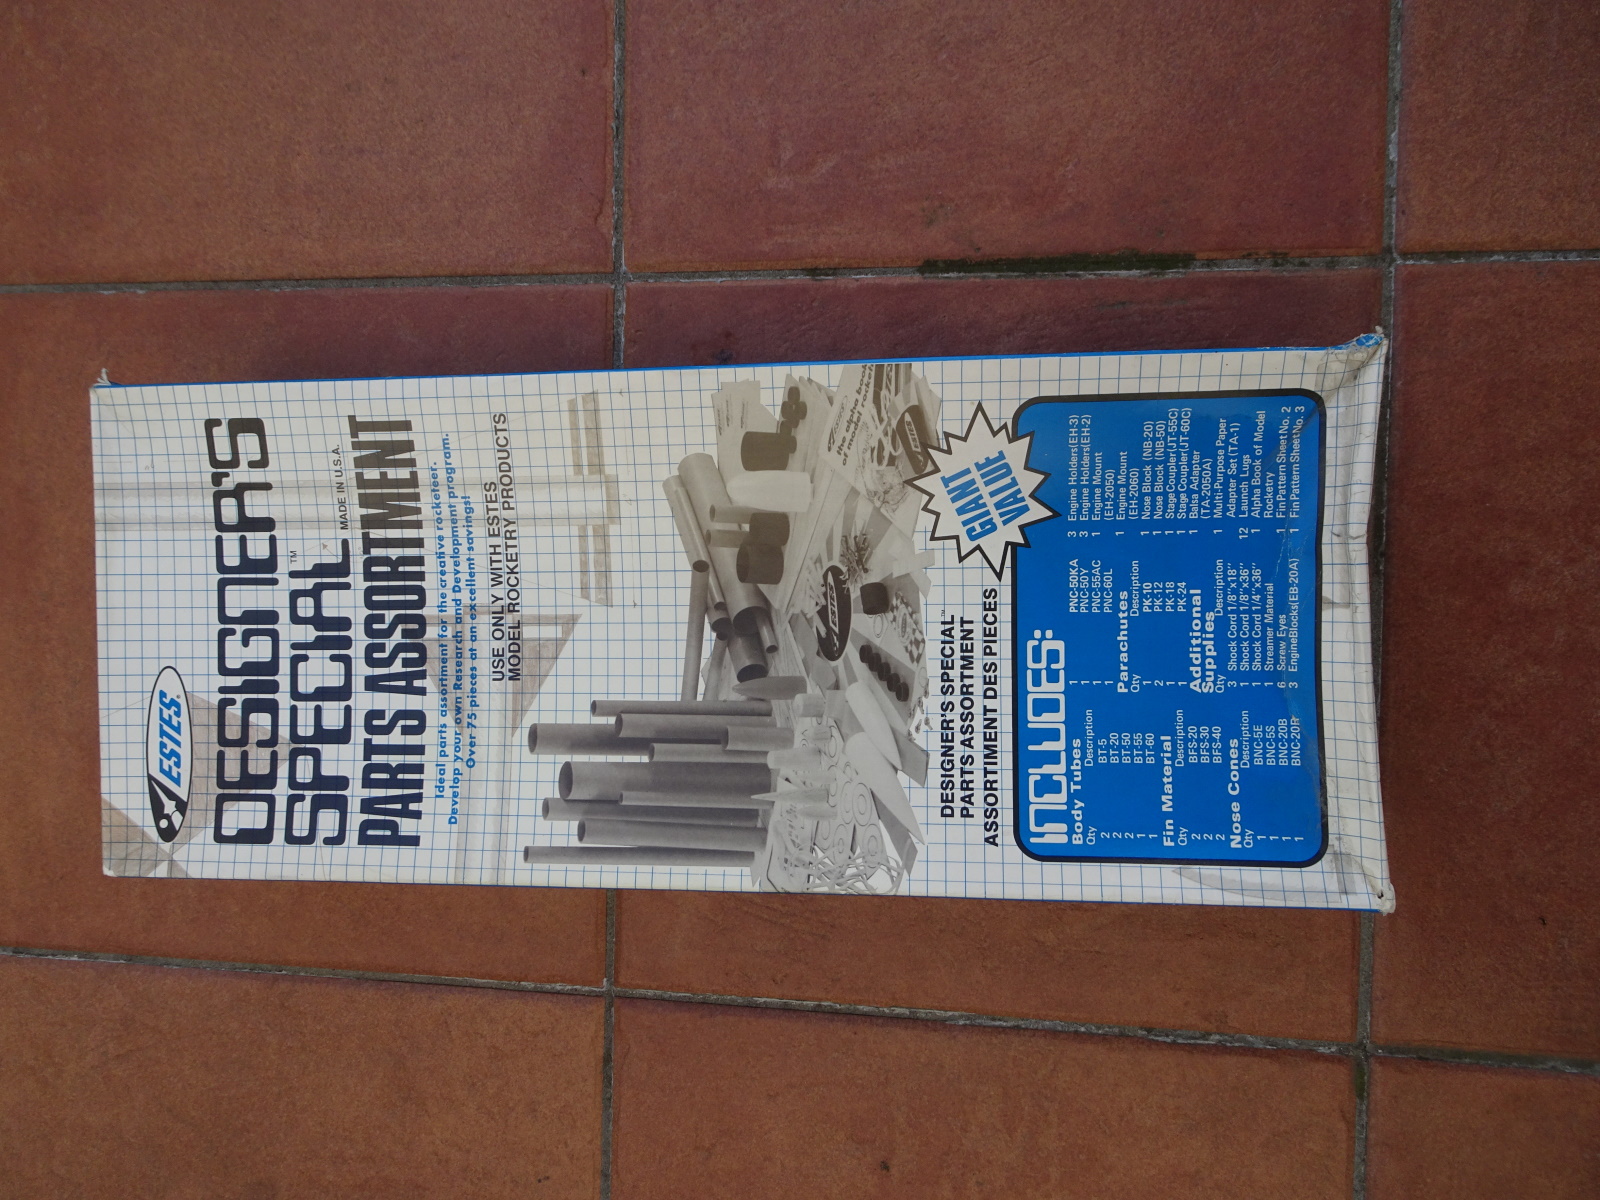 ESTES®
DESIGNER'S
SPECIAL™ MADE IN U.S.A.
PARTS ASSORTMENT
Ideal parts assortment for the creative rocketeer.
Develop your own Research and Development program.
Over 75 pieces at an excellent savings!
USE ONLY WITH ESTES
MODEL ROCKETRY PRODUCTS
the alpha book
of model rocketry
ESTES
DESIGNER'S SPECIAL™
PARTS ASSORTMENT
ASSORTIMENT DES PIECES
GIANT
VALUE
INCLUDES:
Body Tubes
Qty Description
2 BT-5
2 BT-20
2 BT-50
1 BT-55
1 BT-60
Fin Material
Qty Description
2 BFS-20
2 BFS-30
2 BFS-40
Nose Cones
Qty Description
1 BNC-5E
1 BNC-5S
1 BNC-20B
1 BNC-20R
1 PNC-50KA
1 PNC-50Y
1 PNC-55AC
1 PNC-60L
Parachutes
Qty Description
1 PK-10
2 PK-12
1 PK-18
1 PK-24
Additional
Supplies
Qty Description
3 Shock Cord 1/8"x18"
1 Shock Cord 1/8"x36"
1 Shock Cord 1/4"x36"
1 Streamer Material
6 Screw Eyes
3 Engine Blocks (EB-20A)
3 Engine Holders (EH-3)
3 Engine Holders (EH-2)
1 Engine Mount
(EH-2050)
1 Engine Mount
(EH-2060)
1 Nose Block (NB-20)
1 Nose Block (NB-50)
1 Stage Coupler (JT-55C)
1 Stage Coupler (JT-60C)
1 Balsa Adapter
(TA-2050A)
1 Multi-Purpose Paper
Adapter Set (TA-1)
12 Launch Lugs
1 Alpha Book of Model
Rocketry
1 Fin Pattern Sheet No. 2
1 Fin Pattern Sheet No. 3